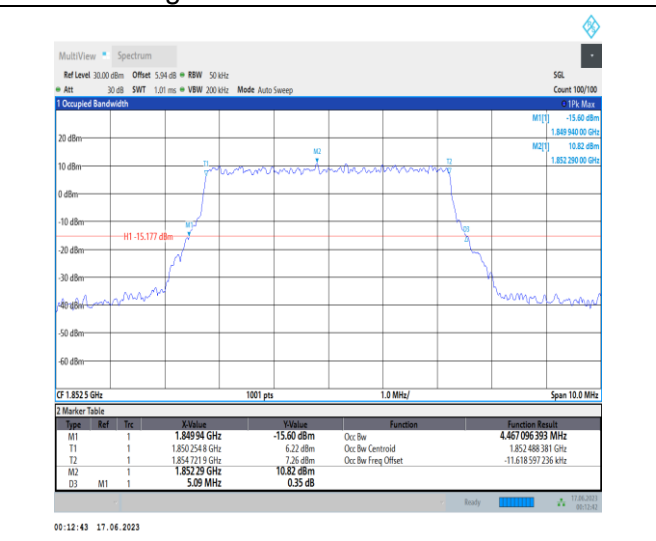 MultiView Spectrum
Ref Level 30.00 dBm Offset 5.94 dB RBW 50 kHz SGL
Att 30 dB SWT 1.01 ms VBW 200 kHz Mode Auto Sweep Count 100/100
1 Occupied Bandwidth 1Pk Max
M1[1] -15.60 dBm
1.849 940 00 GHz
M2[1] 10.82 dBm
1.852 290 00 GHz
20 dBm
M2
T1
T2
10 dBm
0 dBm
-10 dBm
M1
D3
H1 -15.177 dBm
-20 dBm
-30 dBm
-40 dBm
-50 dBm
-60 dBm
CF 1.852 5 GHz 1001 pts 1.0 MHz/ Span 10.0 MHz
2 Marker Table
Type Ref Trc X-Value Y-Value Function Function Result
M1 1 1.849 94 GHz -15.60 dBm Occ Bw 4.467 096 393 MHz
T1 1 1.850 254 8 GHz 6.22 dBm Occ Bw Centroid 1.852 488 381 GHz
T2 1 1.854 721 9 GHz 7.26 dBm Occ Bw Freq Offset -11.618 597 236 kHz
M2 1 1.852 29 GHz 10.82 dBm
D3 M1 1 5.09 MHz 0.35 dB
Ready 17.06.2023
00:12:42
00:12:43 17.06.2023